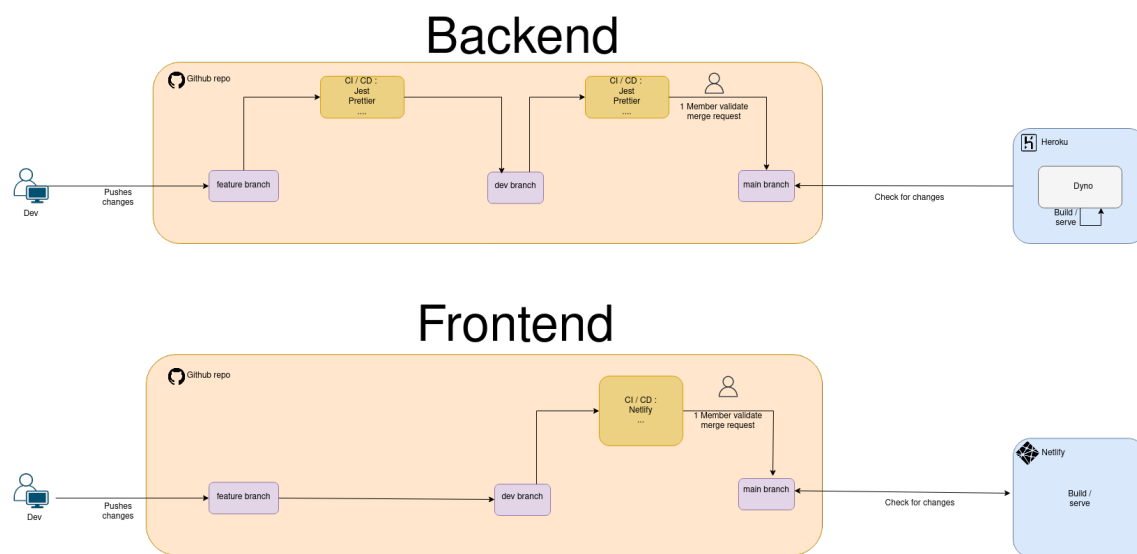 Backend
Github repo
CI / CD :
Jest
Prettier
....
CI / CD :
Jest
Prettier
....
1 Member validate
merge request
Heroku
Dyno
Build /
serve
feature branch
dev branch
main branch
Pushes
changes
Dev
Check for changes
Frontend
Github repo
CI / CD :
Netlify
...
1 Member validate
merge request
Netlify
Build /
serve
feature branch
dev branch
main branch
Pushes
changes
Dev
Check for changes